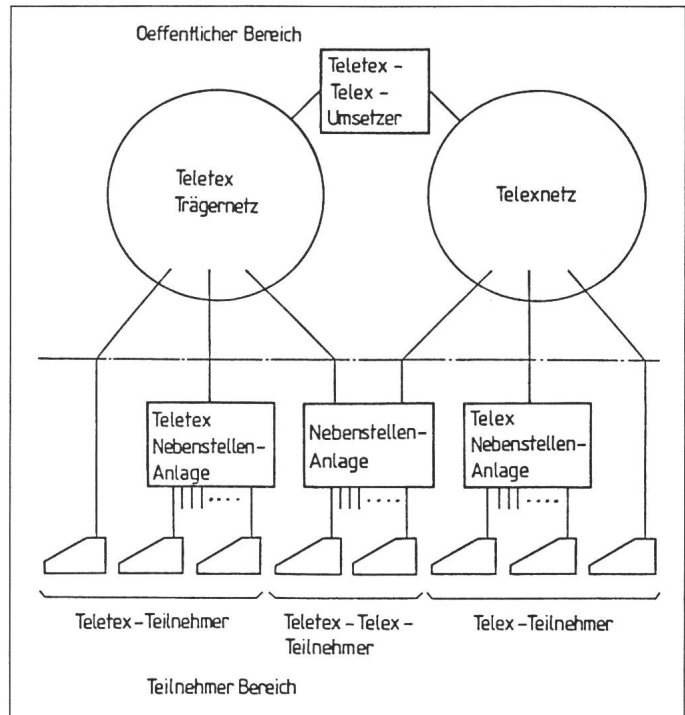 Oeffentlicher Bereich
Teletex -
Telex -
Umsetzer
Teletex
Trägernetz
Telexnetz
Teletex
Nebenstellen-
Anlage
Nebenstellen-
Anlage
Telex
Nebenstellen-
Anlage
Teletex-Teilnehmer
Teletex-Telex-
Teilnehmer
Telex-Teilnehmer
Teilnehmer Bereich